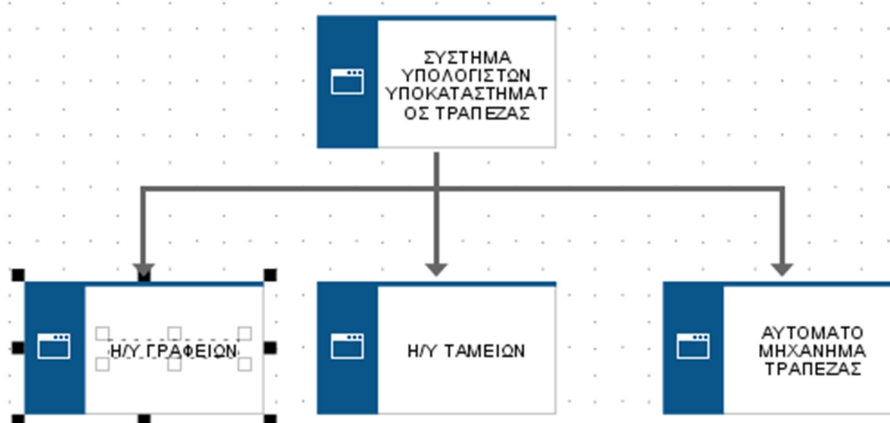 ΣΥΣΤΗΜΑ
ΥΠΟΛΟΓΙΣΤΩΝ
ΥΠΟΚΑΤΑΣΤΗΜΑΤ
ΟΣ ΤΡΑΠΕΖΑΣ
Η/Υ ΓΡΑΦΕΙΩΝ
Η/Υ ΤΑΜΕΙΩΝ
ΑΥΤΟΜΑΤΟ
ΜΗΧΑΝΗΜΑ
ΤΡΑΠΕΖΑΣ